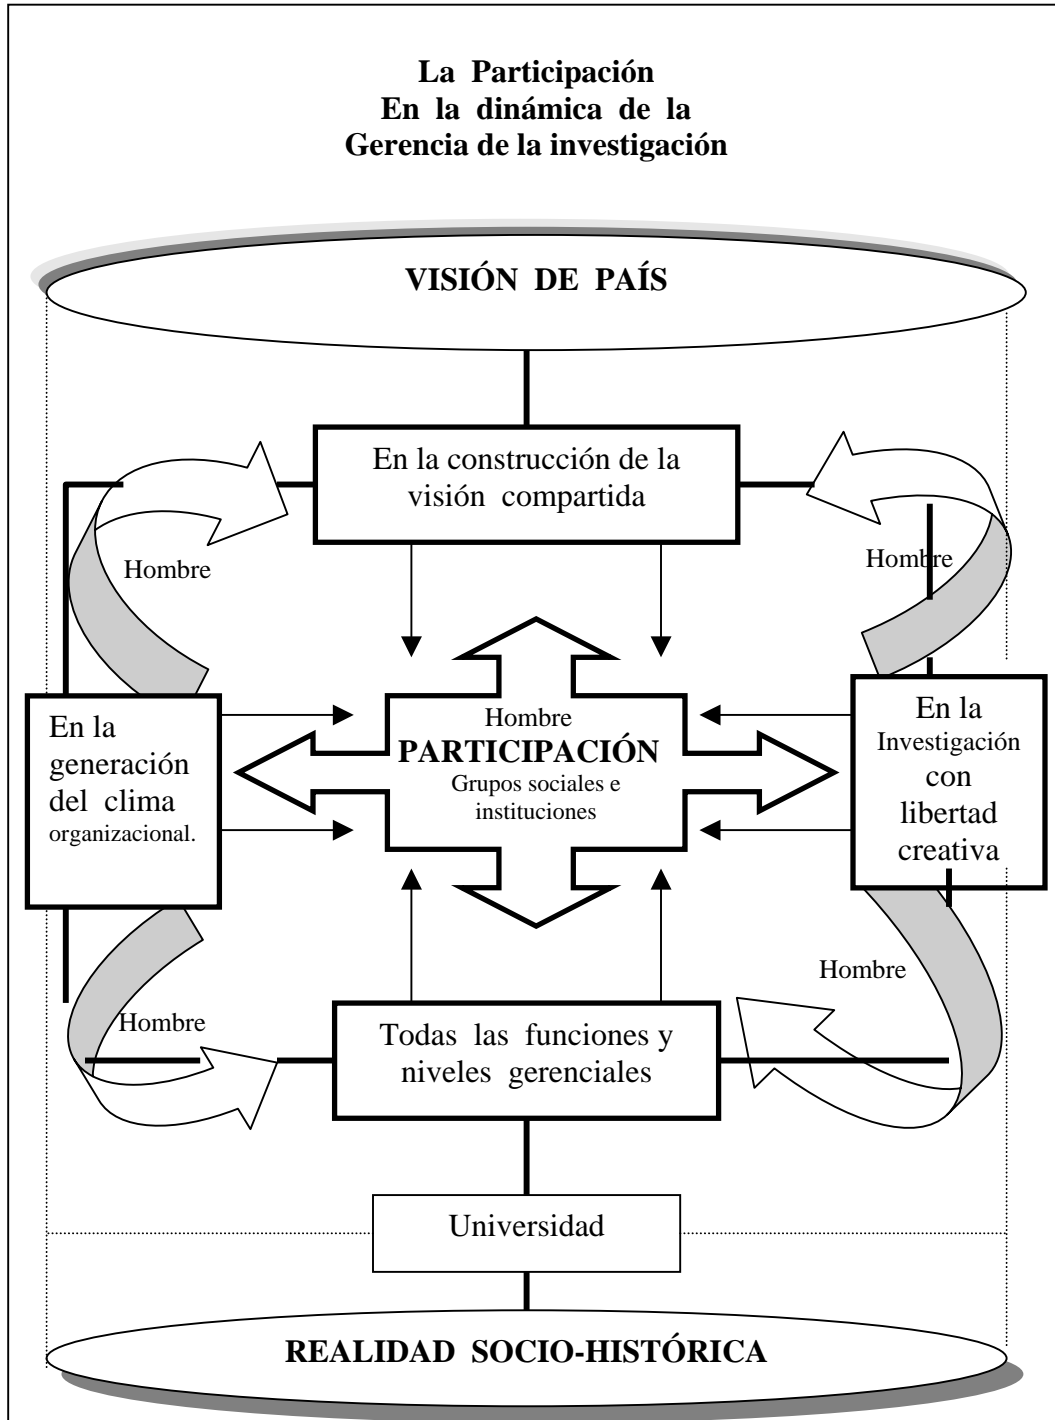 La Participación
En la dinámica de la
Gerencia de la investigación
VISIÓN DE PAÍS
En la construcción de la
visión compartida
Hombre
Hombre
En la
generación
del clima
organizacional.
Hombre
PARTICIPACIÓN
Grupos sociales e
instituciones
En la
Investigación
con
libertad
creativa
Hombre
Hombre
Todas las funciones y
niveles gerenciales
Universidad
REALIDAD SOCIO-HISTÓRICA